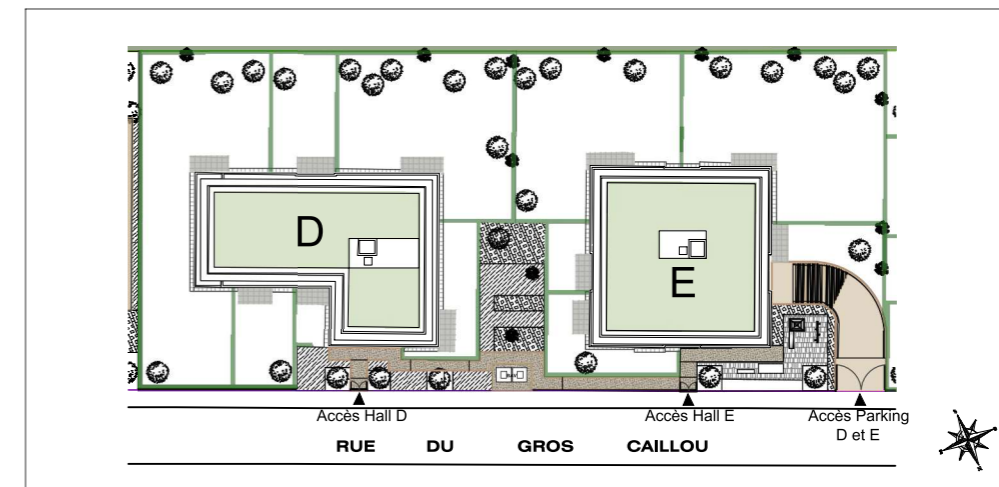 D
E
Accès Hall D
Accès Hall E
Accès Parking
D et E
RUE DU GROS CAILLOU